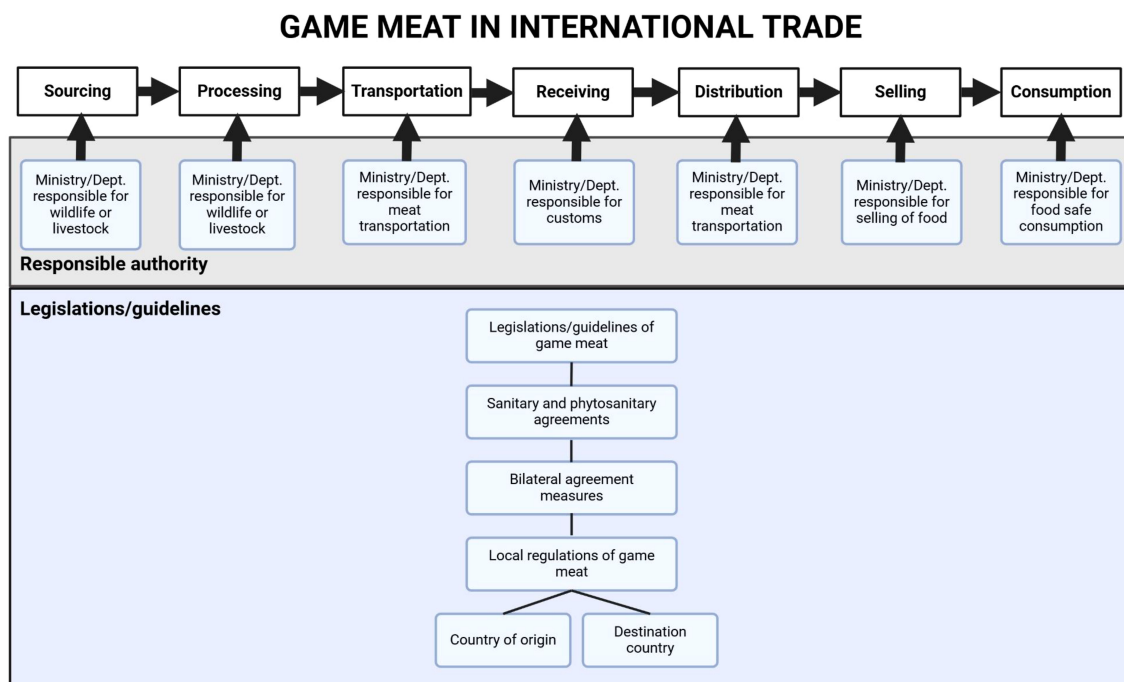 GAME MEAT IN INTERNATIONAL TRADE
Sourcing
Processing
Transportation
Receiving
Distribution
Selling
Consumption
Ministry/Dept.
responsible for
wildlife or
livestock
Ministry/Dept.
responsible for
wildlife or
livestock
Ministry/Dept.
responsible for
meat
transportation
Ministry/Dept.
responsible for
customs
Ministry/Dept.
responsible for
meat
transportation
Ministry/Dept.
responsible for
selling of food
Ministry/Dept.
responsible for
food safe
consumption
Responsible authority
Legislations/guidelines
Legislations/guidelines of
game meat
Sanitary and phytosanitary
agreements
Bilateral agreement
measures
Local regulations of game
meat
Country of origin
Destination
country